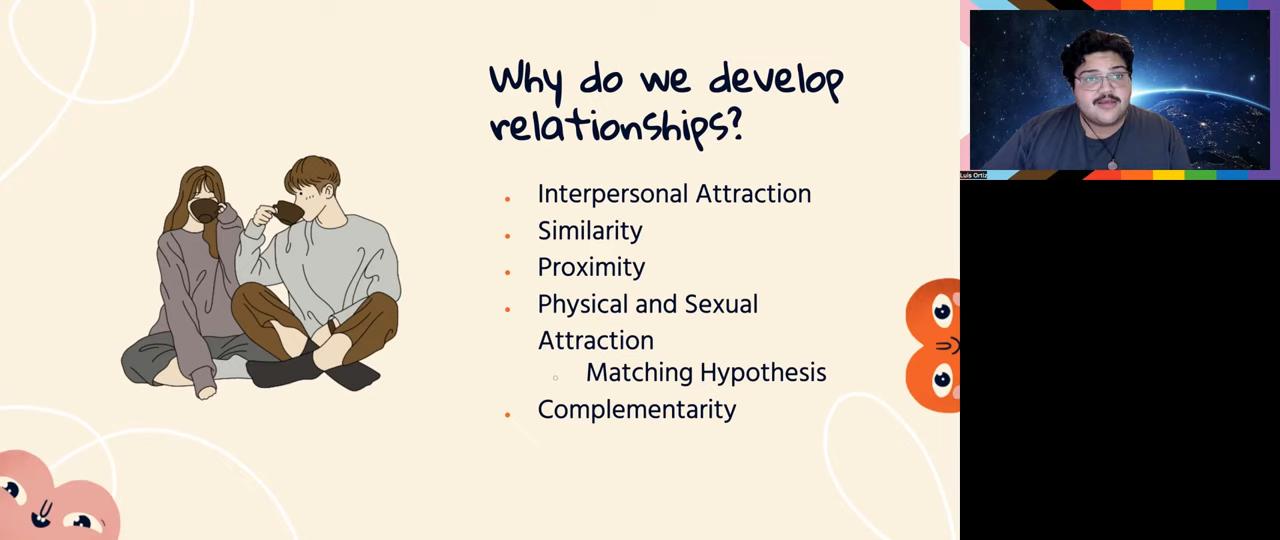 Why do we develop
relationships?
Interpersonal Attraction
Similarity
Proximity
Physical and Sexual
Attraction
Matching Hypothesis
Complementarity
Luis Ortiz